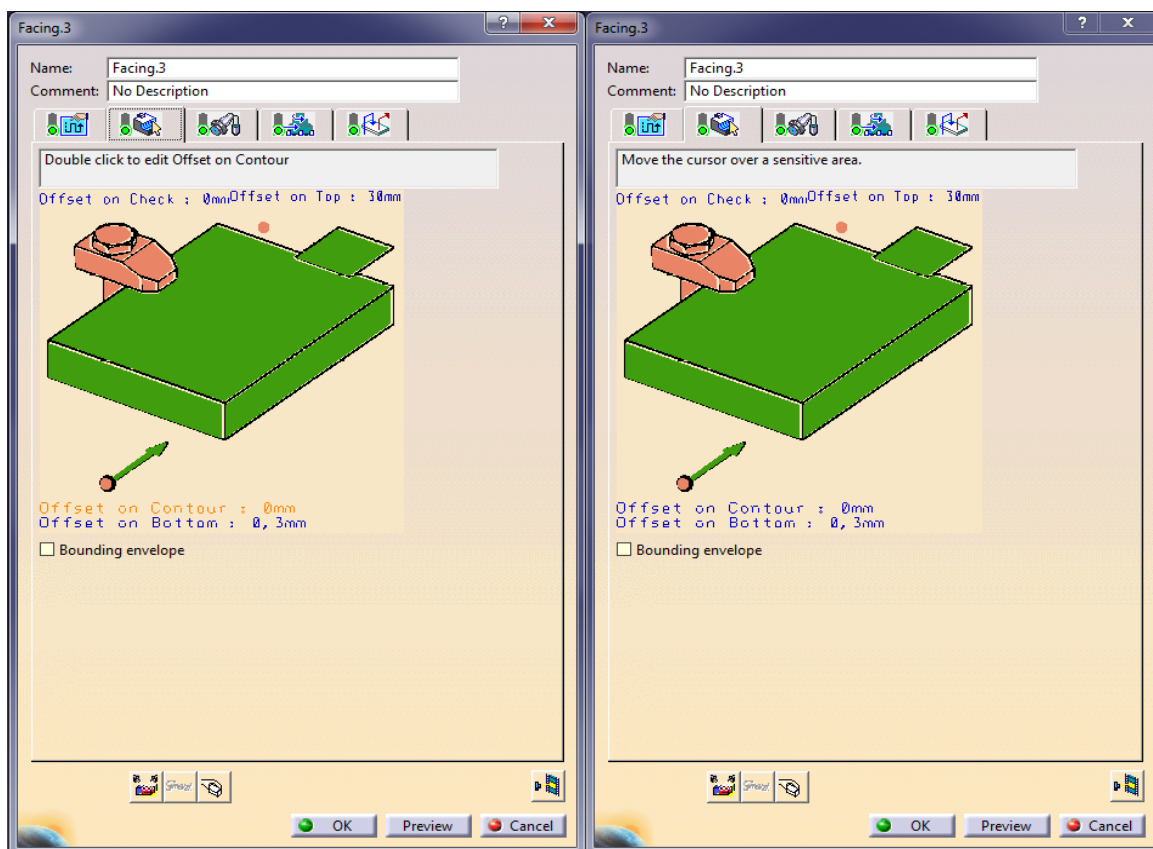 Facing.3
Name: Facing.3
Comment: No Description
Double click to edit Offset on Contour
Offset on Check : 0mm
Offset on Top : 30mm
Offset on Contour : 0mm
Offset on Bottom : 0,3mm
Bounding envelope
OK Preview Cancel
Facing.3
Name: Facing.3
Comment: No Description
Move the cursor over a sensitive area.
Offset on Check : 0mm
Offset on Top : 30mm
Offset on Contour : 0mm
Offset on Bottom : 0,3mm
Bounding envelope
OK Preview Cancel